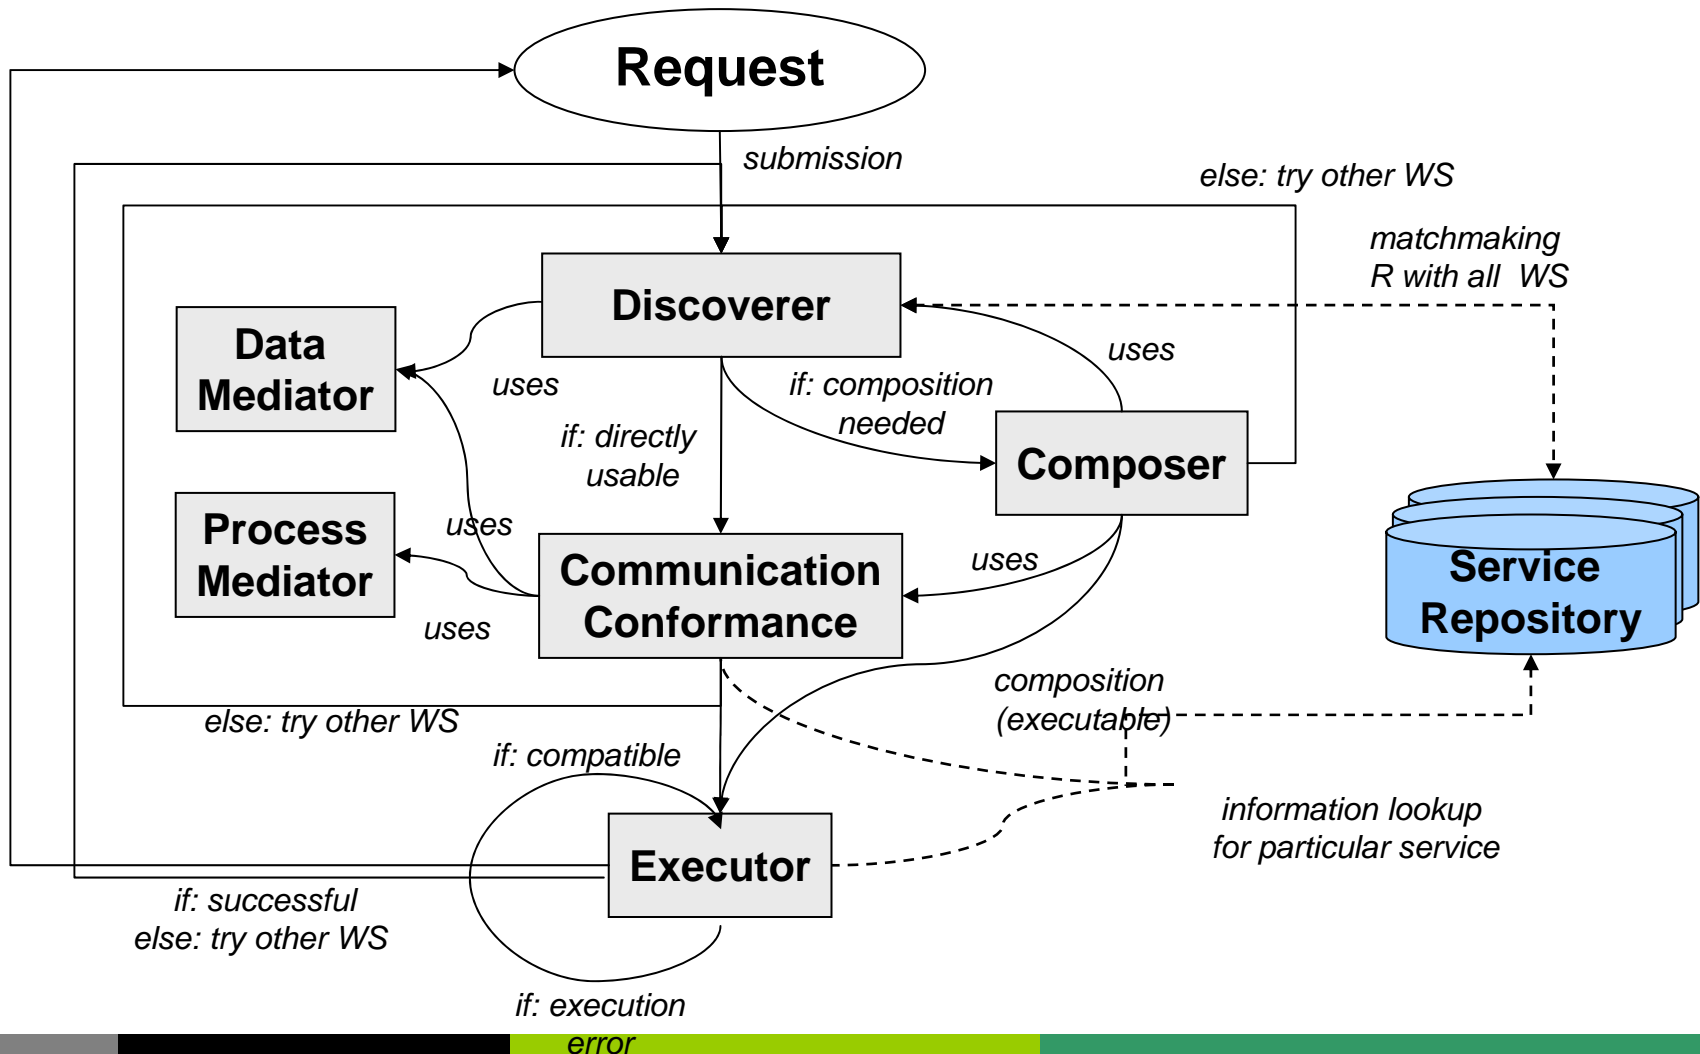 Request
submission
else: try other WS
matchmaking
R with all WS
Discoverer
Data
Mediator
uses
if: composition
needed
uses
if: directly
usable
Composer
Process
Mediator
uses
Communication
Conformance
uses
uses
Service
Repository
composition
(executable)
else: try other WS
if: compatible
information lookup
for particular service
Executor
if: successful
else: try other WS
if: execution
error